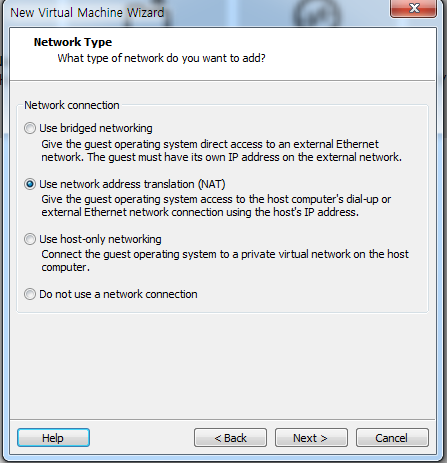 New Virtual Machine Wizard
Network Type
What type of network do you want to add?
Network connection
Use bridged networking
Give the guest operating system direct access to an external Ethernet
network. The guest must have its own IP address on the external network.
Use network address translation (NAT)
Give the guest operating system access to the host computer's dial-up or
external Ethernet network connection using the host's IP address.
Use host-only networking
Connect the guest operating system to a private virtual network on the host
computer.
Do not use a network connection
Help
< Back
Next >
Cancel